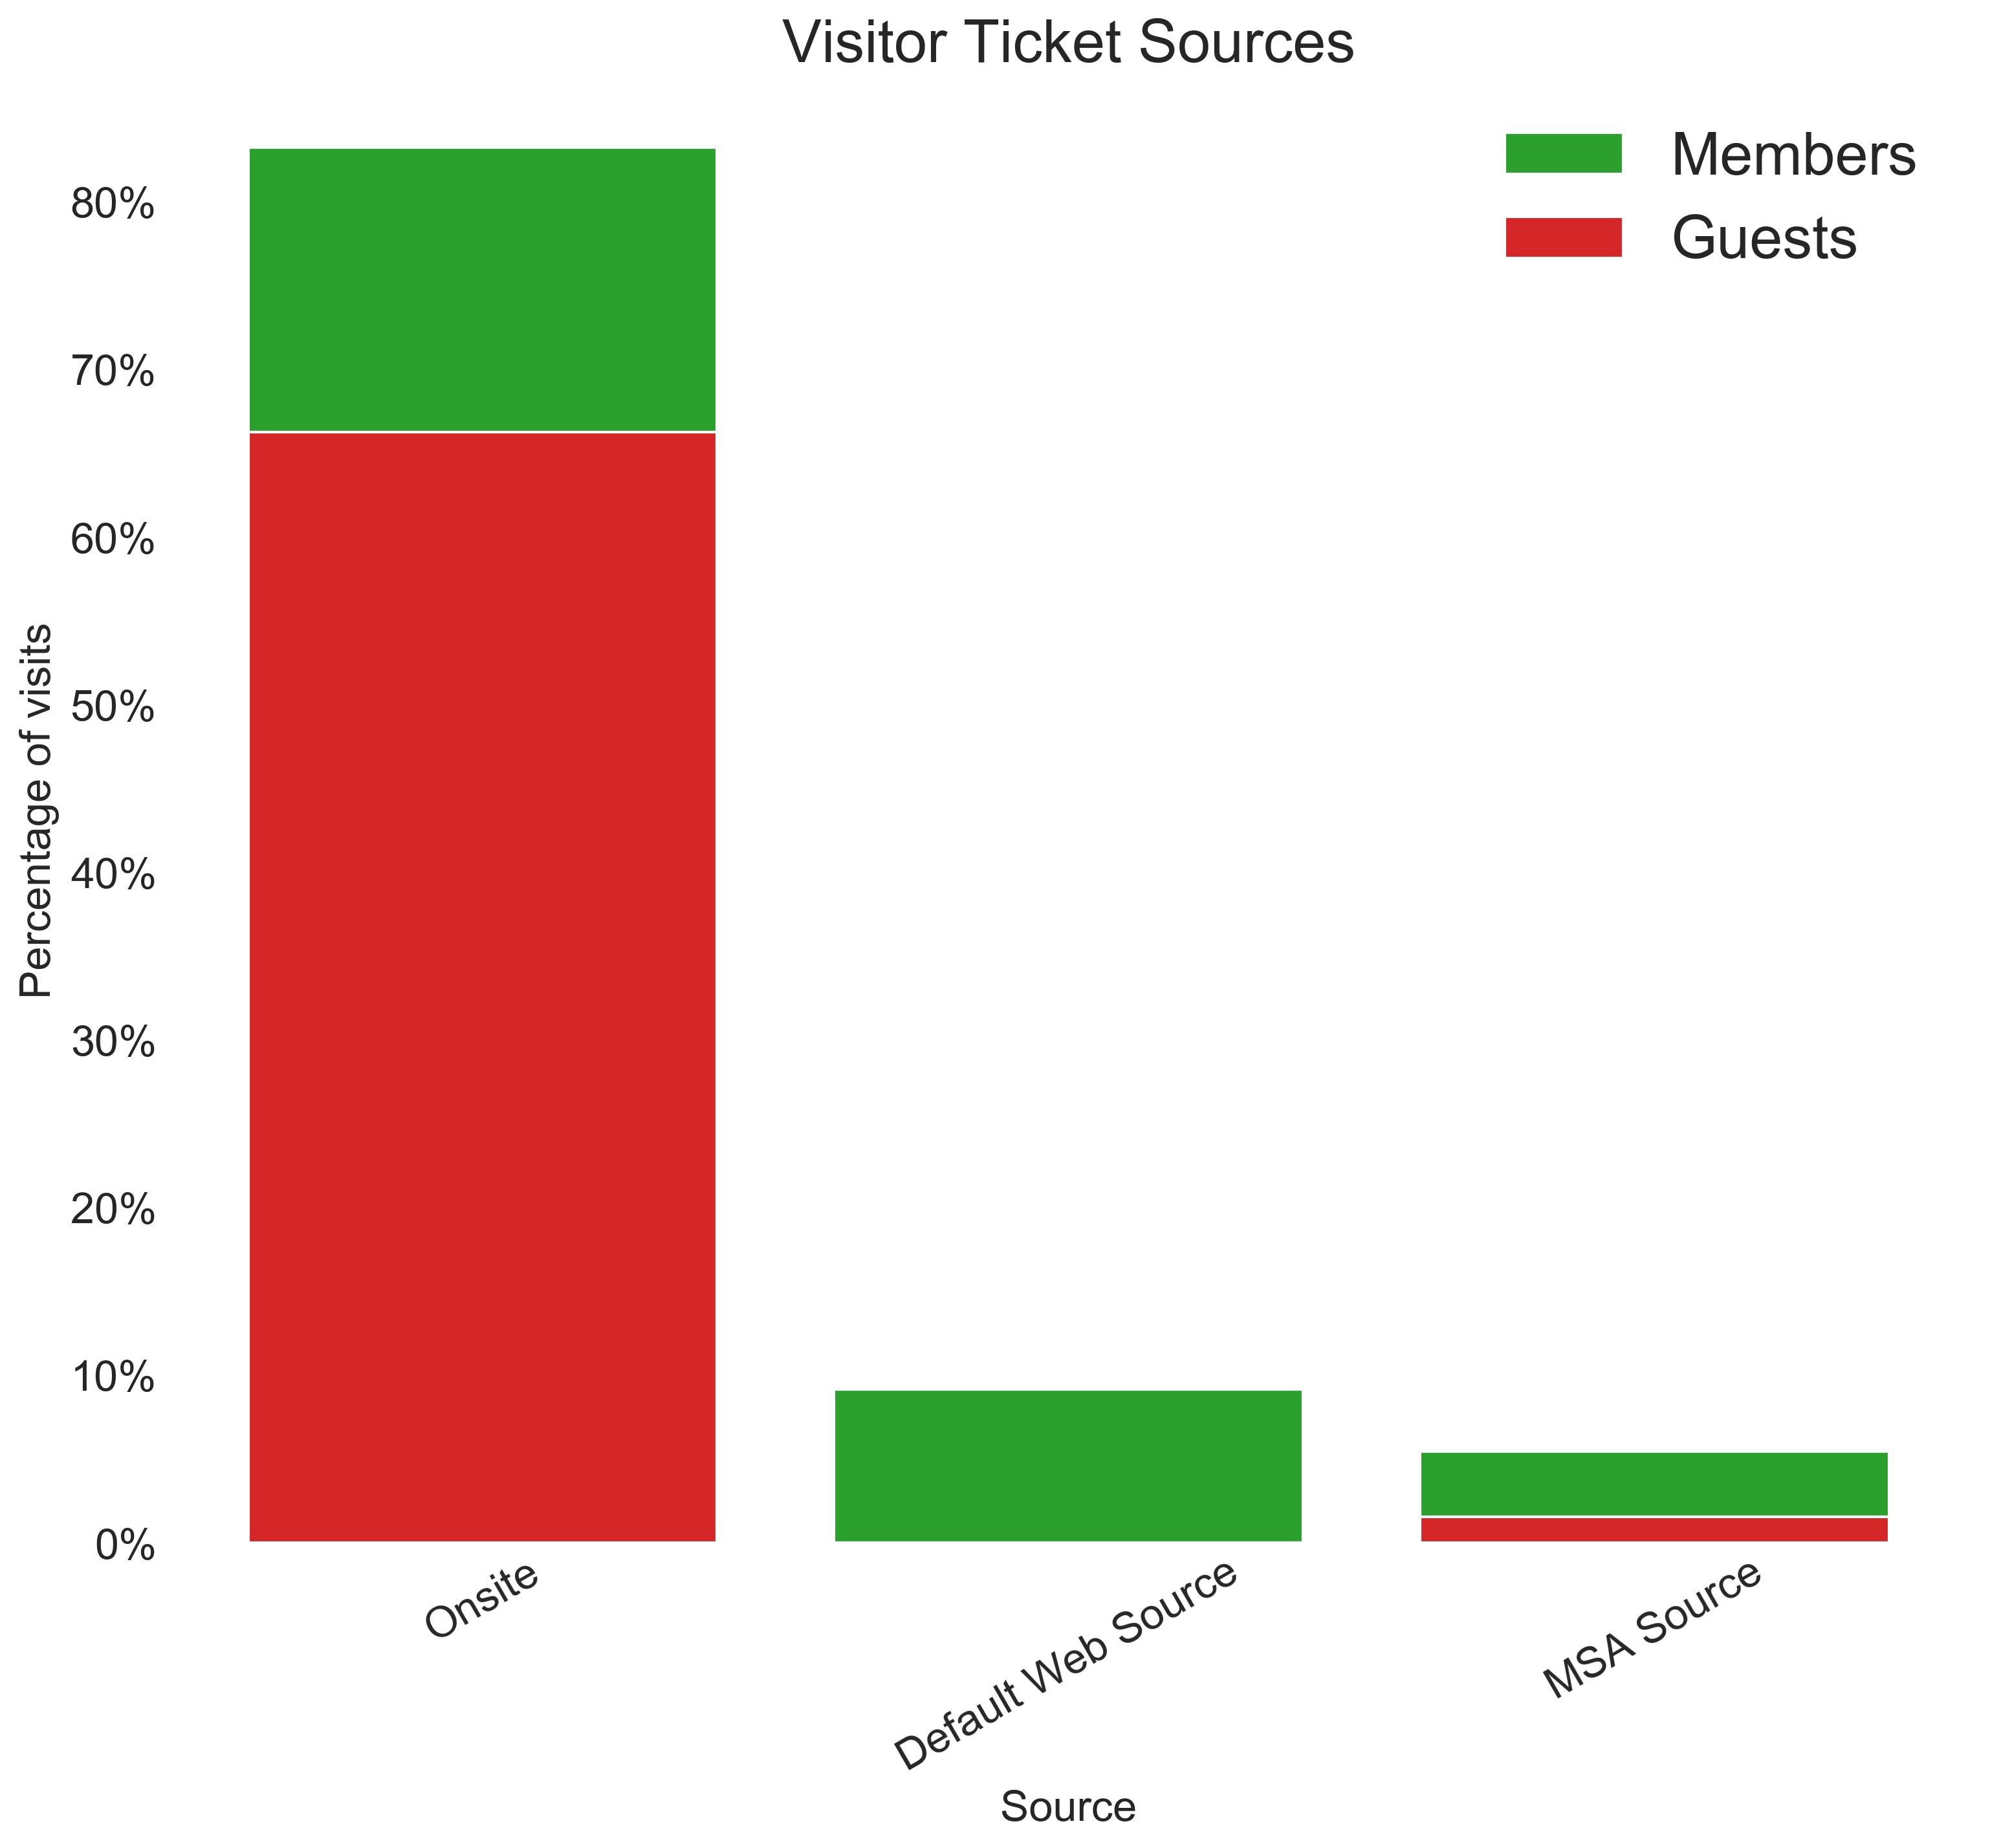 Visitor Ticket Sources
Members
Guests
80%
70%
60%
50%
40%
30%
20%
10%
0%
Percentage of visits
Onsite
Default Web Source
MSA Source
Source